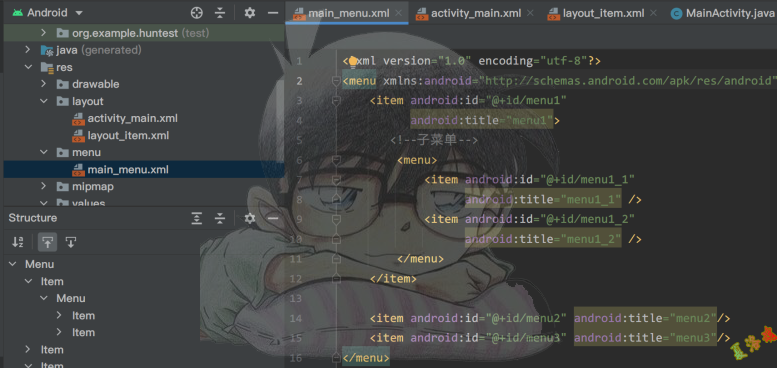 Android
org.example.huntest (test)
java (generated)
res
drawable
layout
activity_main.xml
layout_item.xml
menu
main_menu.xml
mipmap
values
Structure
Menu
Item
Menu
Item
Item
Item
Item
main_menu.xml activity_main.xml layout_item.xml MainActivity.java
1 <?xml version="1.0" encoding="utf-8"?>
2 <menu xmlns:android="http://schemas.android.com/apk/res/android"
3 <item android:id="@+id/menu1"
4 android:title="menu1">
5 <!--子菜单-->
6 <menu>
7 <item android:id="@+id/menu1_1"
8 android:title="menu1_1" />
9 <item android:id="@+id/menu1_2"
10 android:title="menu1_2" />
11 </menu>
12 </item>
13
14 <item android:id="@+id/menu2" android:title="menu2"/>
15 <item android:id="@+id/menu3" android:title="menu3"/>
16 </menu>